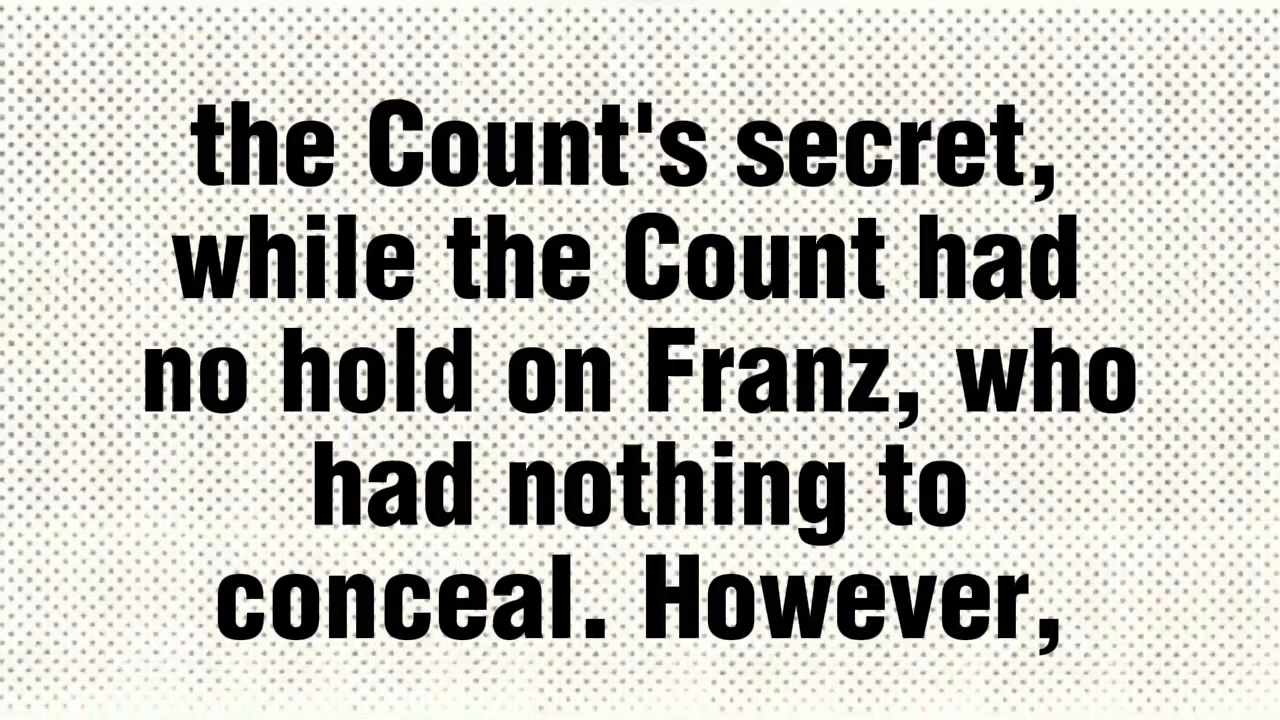 the Count's secret,
while the Count had
no hold on Franz, who
had nothing to
conceal. However,